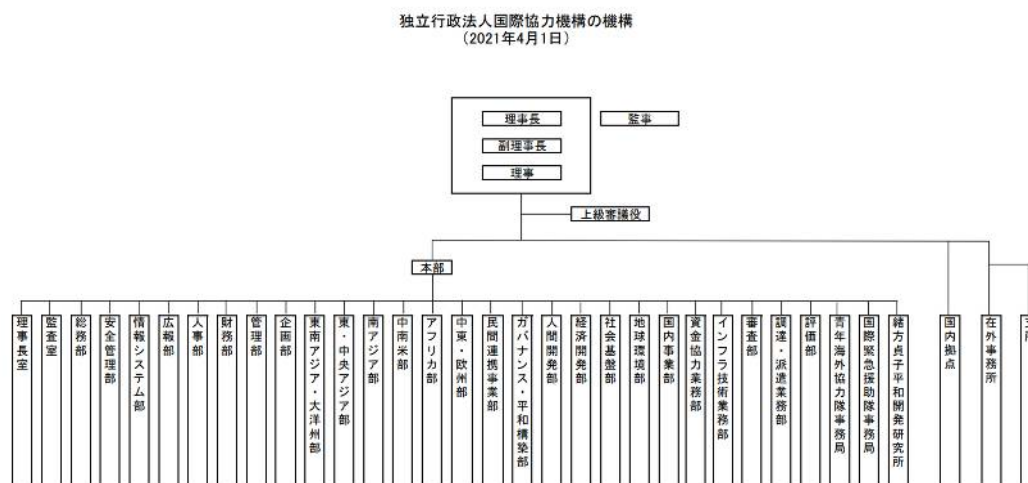 独立行政法人国際協力機構の機構
（2021年4月1日）
理事長
監事
副理事長
理事
上級審議役
本部
理事長室
監査室
総務部
安全管理部
情報システム部
広報部
人事部
財務部
管理部
企画部
東南アジア・大洋州部
東・中央アジア部
南アジア部
中南米部
アフリカ部
中東・欧州部
民間連携事業部
ガバナンス・平和構築部
人間開発部
経済開発部
社会基盤部
地球環境部
国内事業部
資金協力業務部
インフラ技術業務部
審査部
調達・派遣業務部
評価部
青年海外協力隊事務局
国際緊急援助隊事務局
緒方貞子平和開発研究所
国内拠点
在外事務所